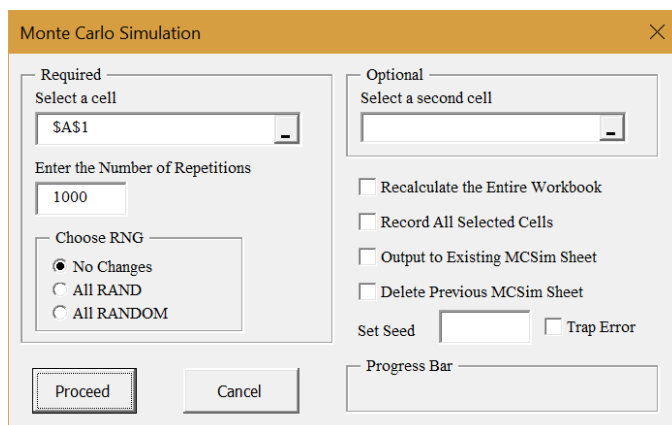 Monte Carlo Simulation
Required
Select a cell
$A$1
Enter the Number of Repetitions
1000
Choose RNG
No Changes
All RAND
All RANDOM
Proceed
Cancel
Optional
Select a second cell
Recalculate the Entire Workbook
Record All Selected Cells
Output to Existing MCSim Sheet
Delete Previous MCSim Sheet
Set Seed
Trap Error
Progress Bar